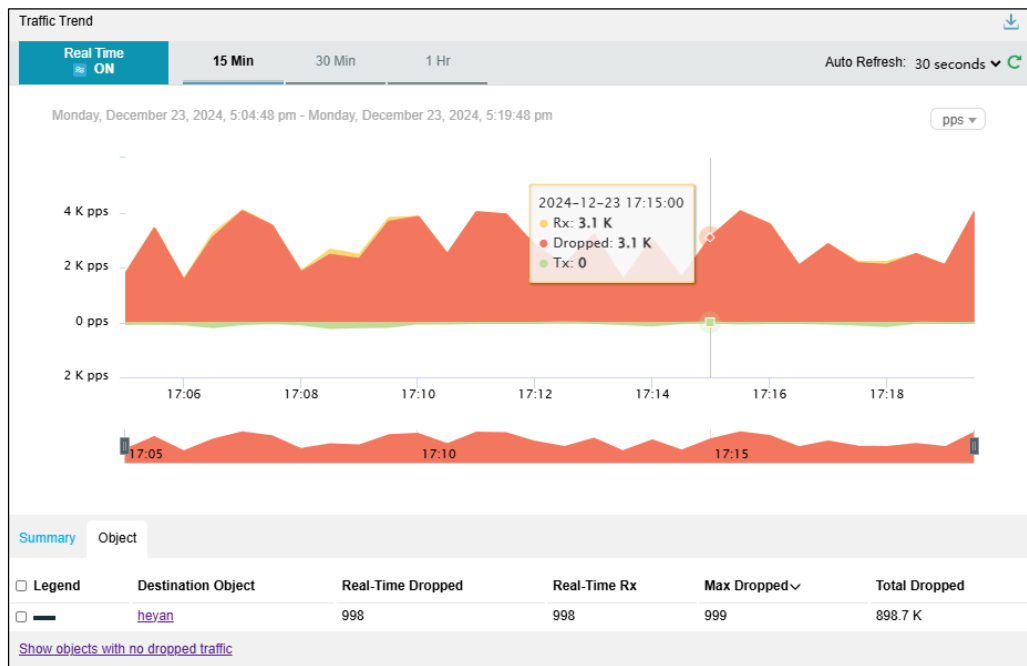 Traffic Trend
Real Time
ON
15 Min
30 Min
1 Hr
Auto Refresh: 30 seconds
Monday, December 23, 2024, 5:04:48 pm - Monday, December 23, 2024, 5:19:48 pm
pps
4 K pps
2 K pps
0 pps
2 K pps
2024-12-23 17:15:00
Rx: 3.1 K
Dropped: 3.1 K
Tx: 0
17:06 17:08 17:10 17:12 17:14 17:16 17:18
17:05 17:10 17:15
Summary Object
Legend Destination Object Real-Time Dropped Real-Time Rx Max Dropped Total Dropped
heyan 998 998 999 898.7 K
Show objects with no dropped traffic